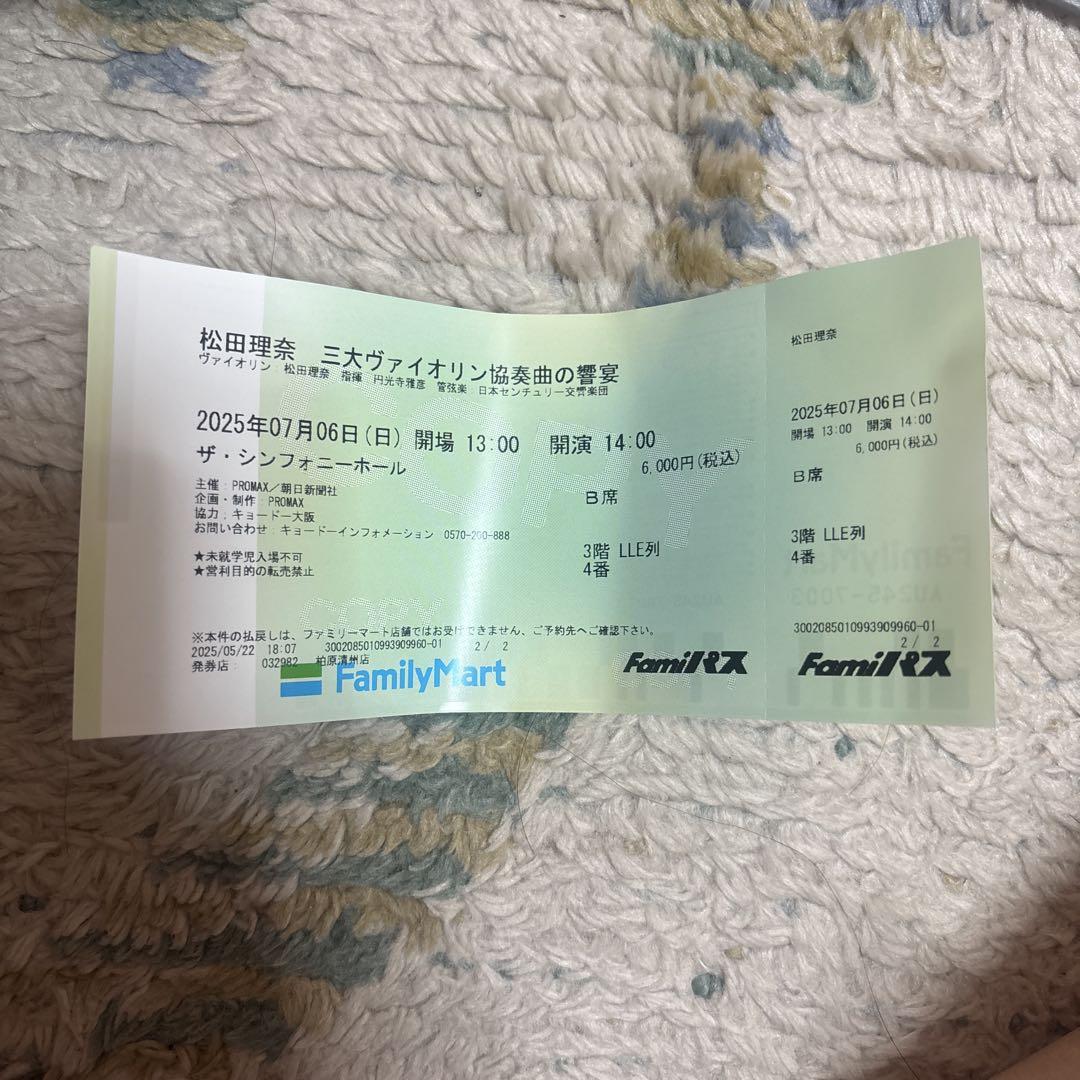 松田理奈　三大ヴァイオリン協奏曲の響宴
ヴァイオリン：松田理奈 指揮：円光寺雅彦 管弦楽：日本センチュリー交響楽団
2025年07月06日(日) 開場 13:00　開演 14:00
ザ・シンフォニーホール
6,000円(税込)
主催：PROMAX／朝日新聞社
企画・制作：PROMAX
協力：キョードー大阪
お問い合わせ：キョードーインフォメーション 0570-200-888
B席
★未就学児入場不可
★営利目的の転売禁止
3階 LLE列
4番
※本件の払戻しは、ファミリーマート店舗ではお受けできません、ご予約先へご確認下さい。
2025/05/22 18:07 3002085010993909960-01 2/ 2
発券店： 032982 柏原清州店
FamilyMart
Famiパス
COPY
COPY
松田理奈
2025年07月06日(日)
開場 13:00 開演 14:00
6,000円(税込)
B席
3階 LLE列
4番
3002085010993909960-01
2/ 2
Famiパス
FamilyMart
AU245-7003